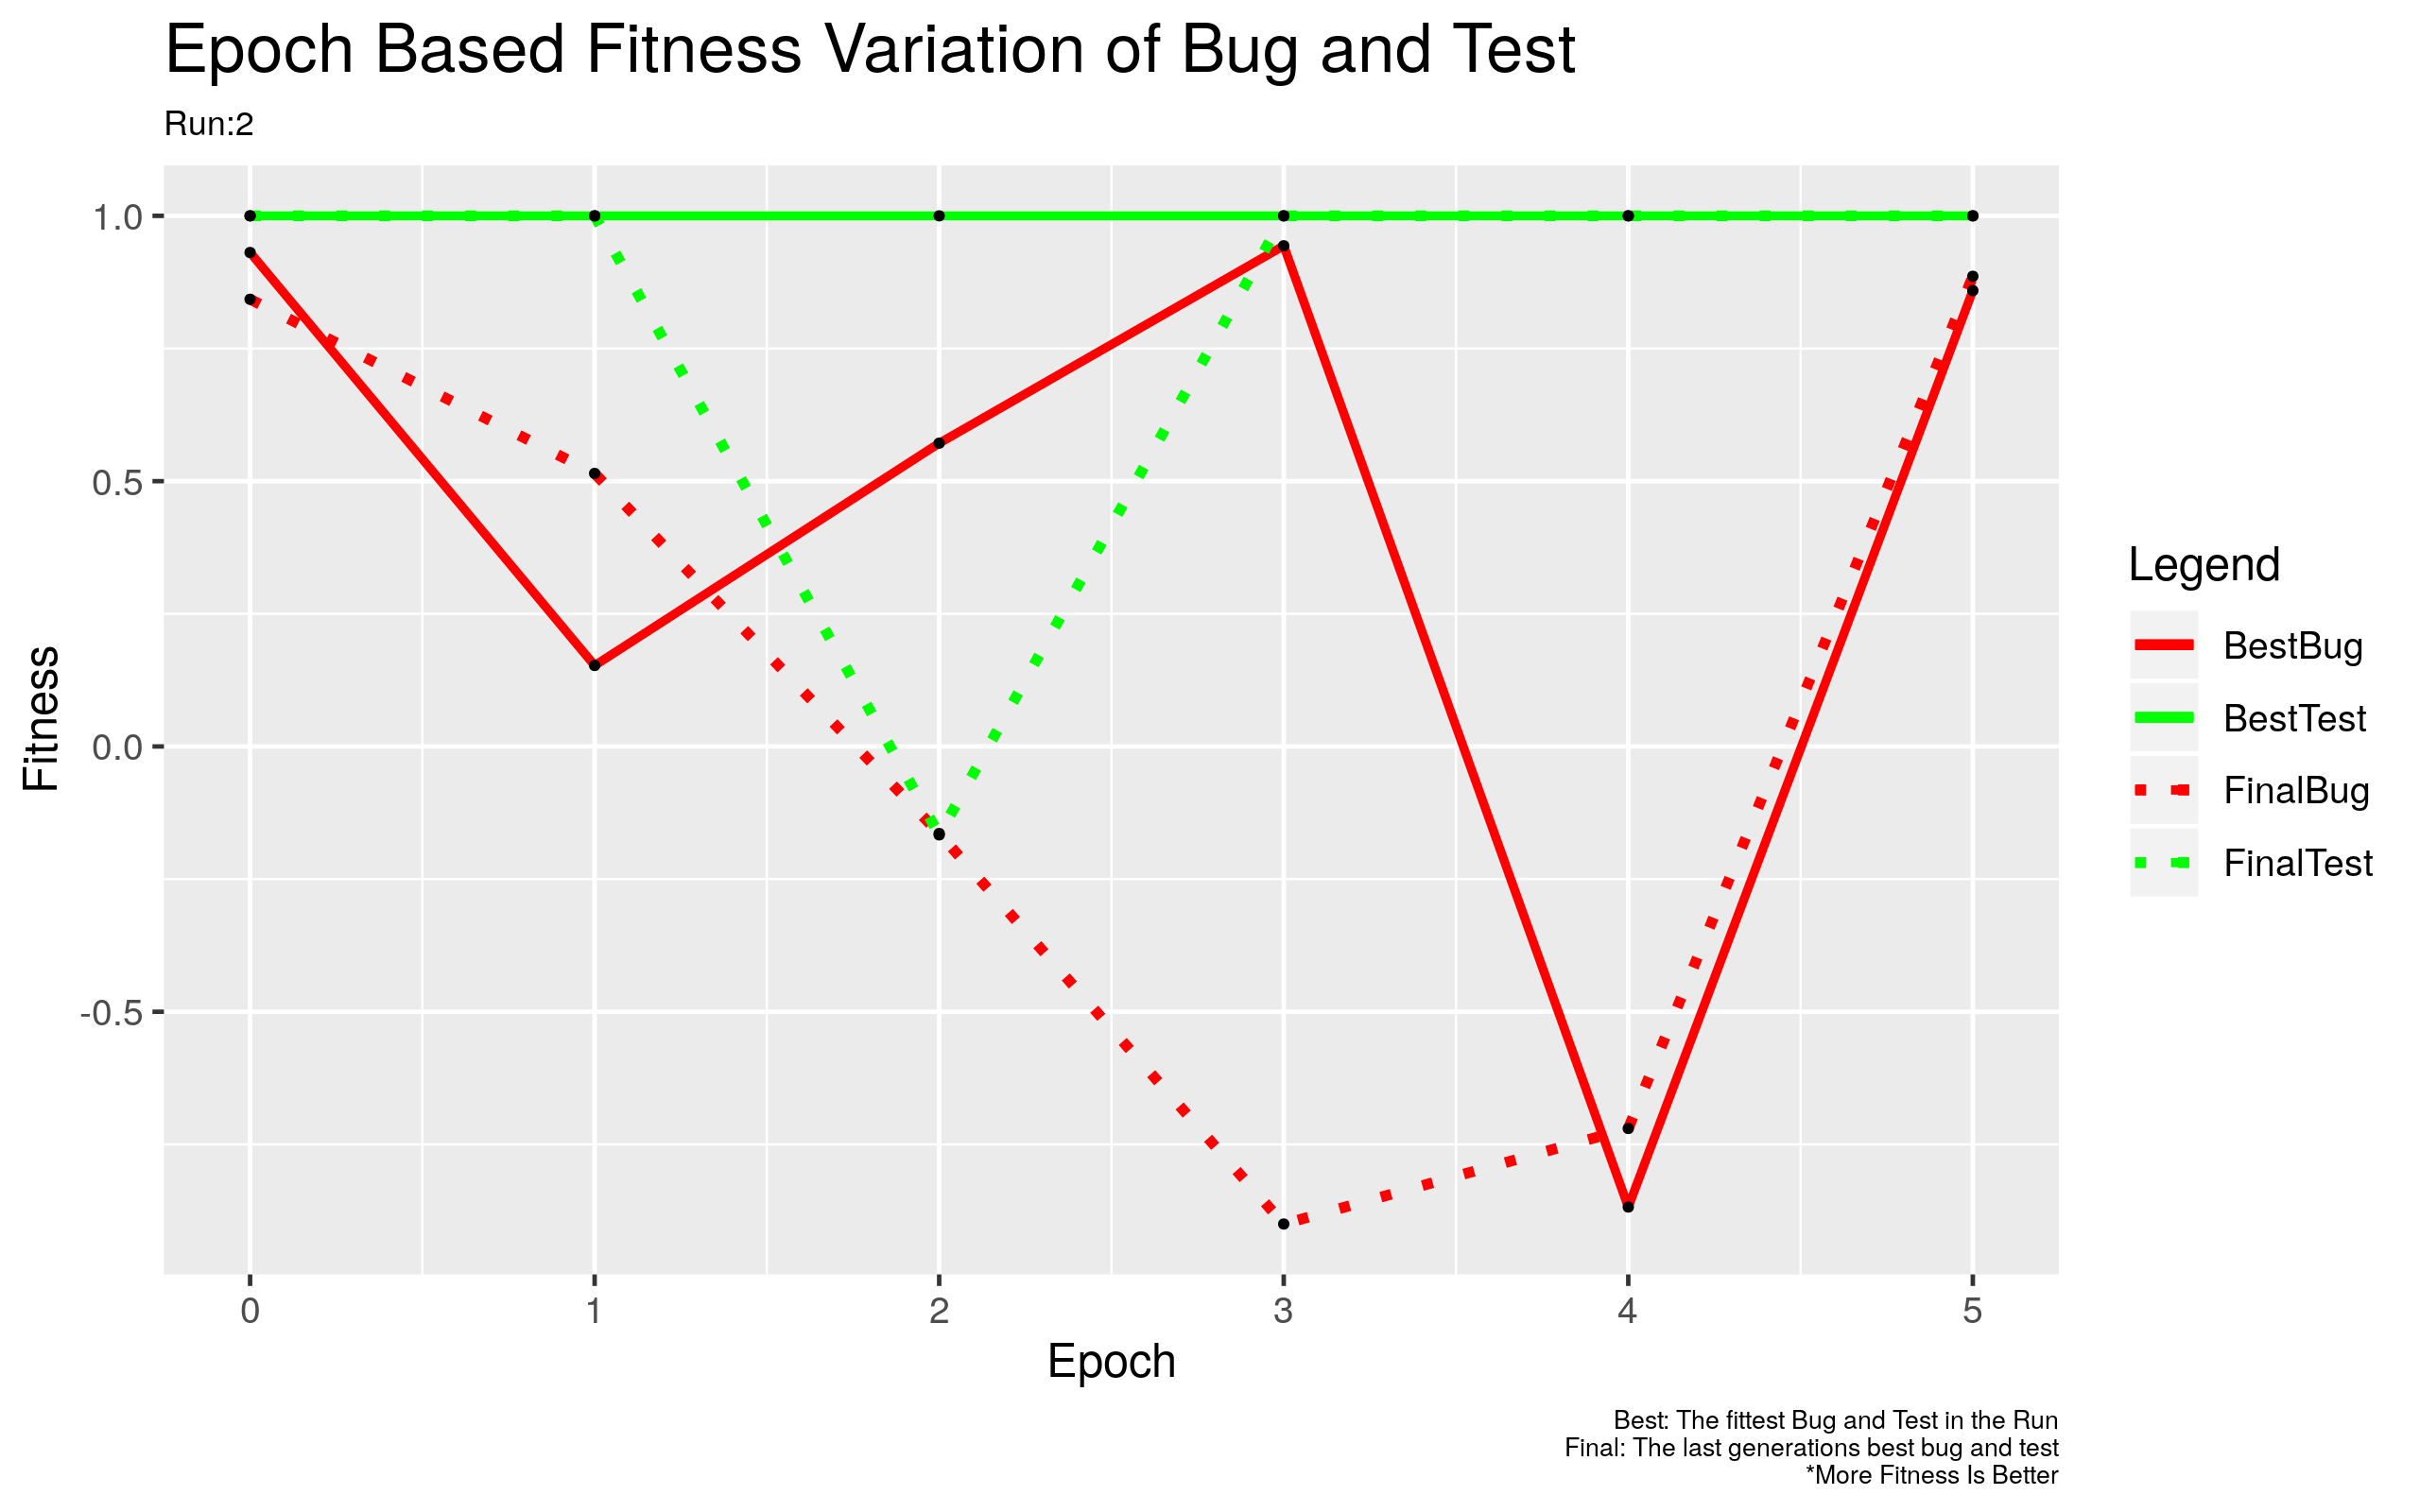 Epoch Based Fitness Variation of Bug and Test
Run:2
1.0
0.5
0.0
-0.5
Fitness
0 1 2 3 4 5
Epoch
Legend
BestBug
BestTest
FinalBug
FinalTest
Best: The fittest Bug and Test in the Run
Final: The last generations best bug and test
*More Fitness Is Better